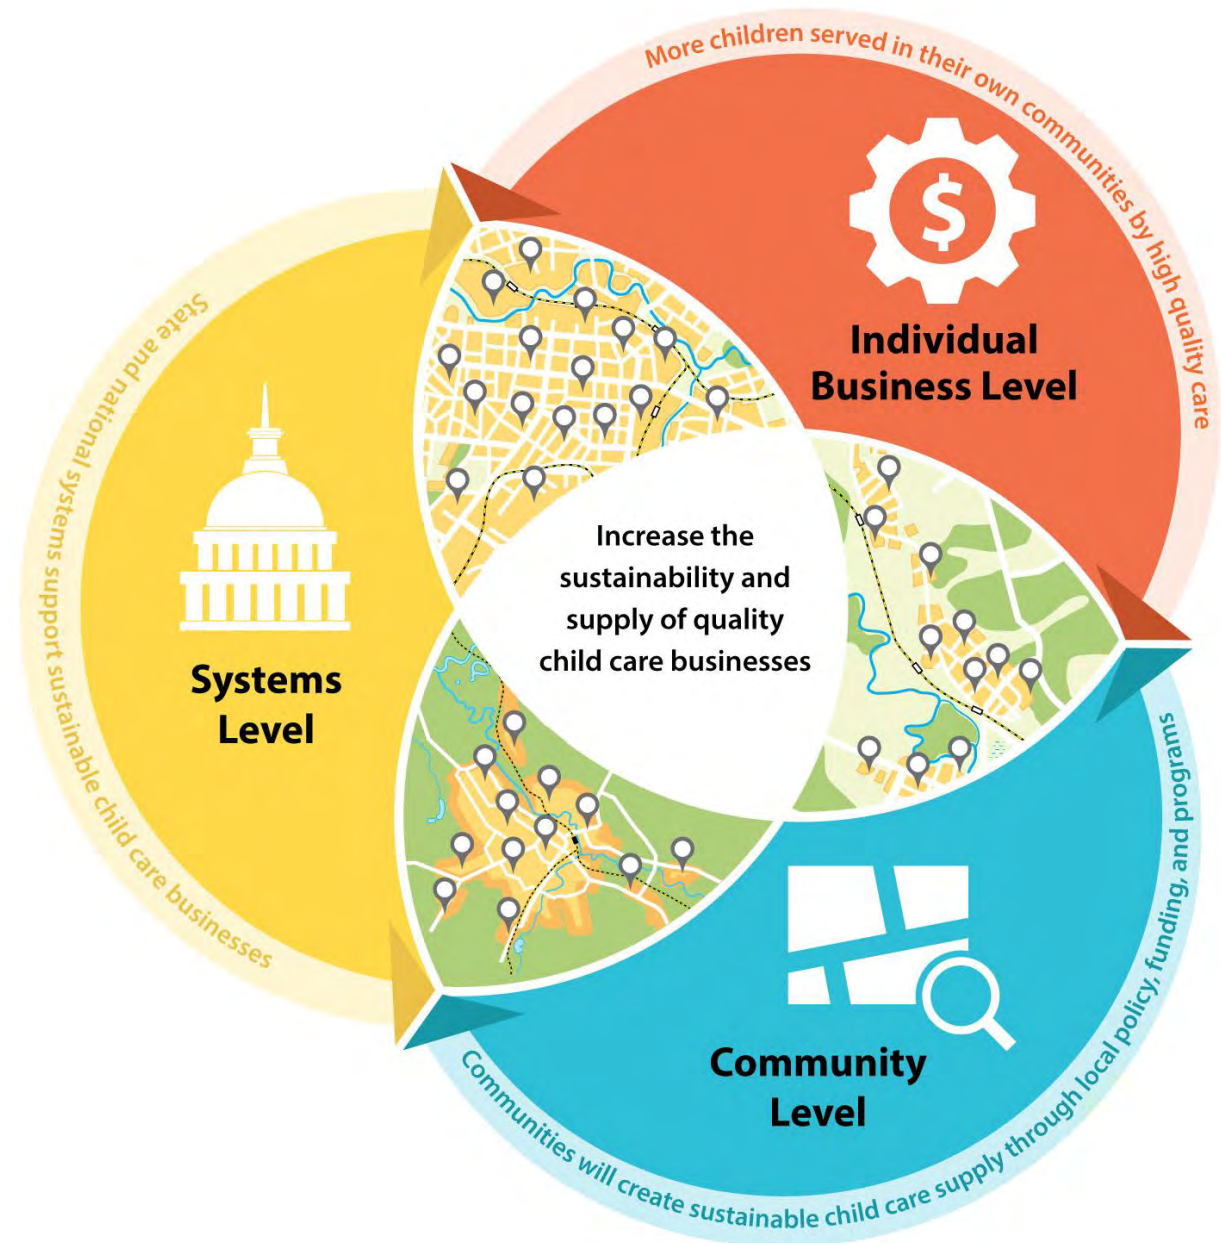 More children served in their own communities by high quality care
$
Individual
Business Level
State and national systems support sustainable child care businesses
Increase the
sustainability and
supply of quality
child care businesses
Systems
Level
Community
Level
Communities will create sustainable child care supply through local policy, funding, and programs